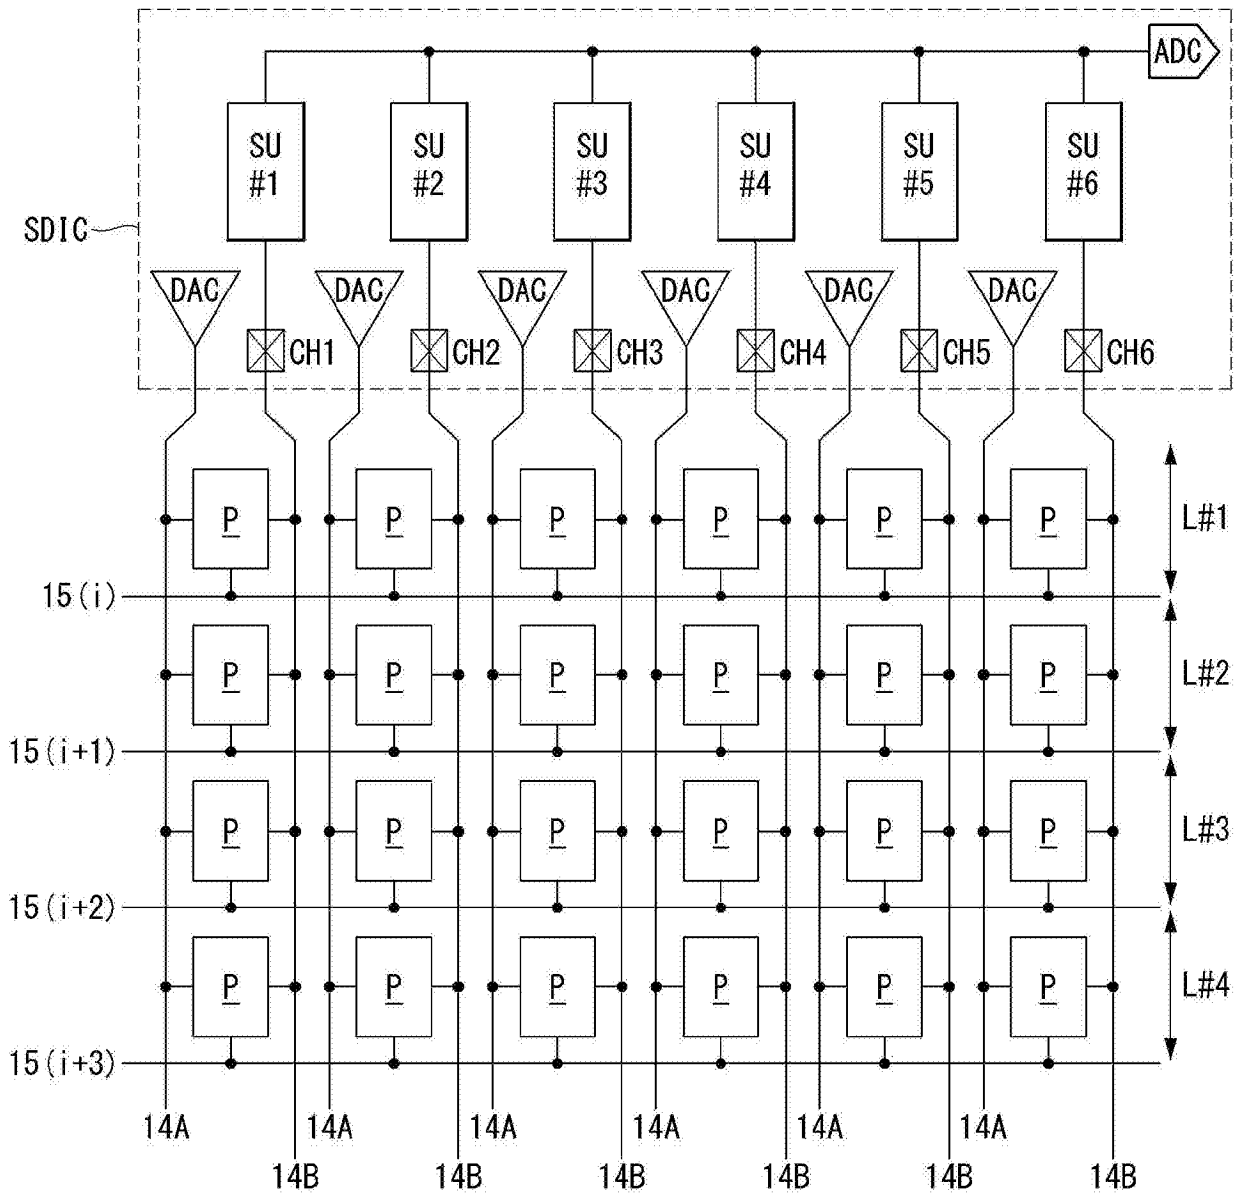 ADC
SU #1 SU #2 SU #3 SU #4 SU #5 SU #6
SDIC
DAC DAC DAC DAC DAC DAC
CH1 CH2 CH3 CH4 CH5 CH6
P P P P P P L#1
15(i)
P P P P P P L#2
15(i+1)
P P P P P P L#3
15(i+2)
P P P P P P L#4
15(i+3)
14A 14A 14A 14A 14A 14A
14B 14B 14B 14B 14B 14B